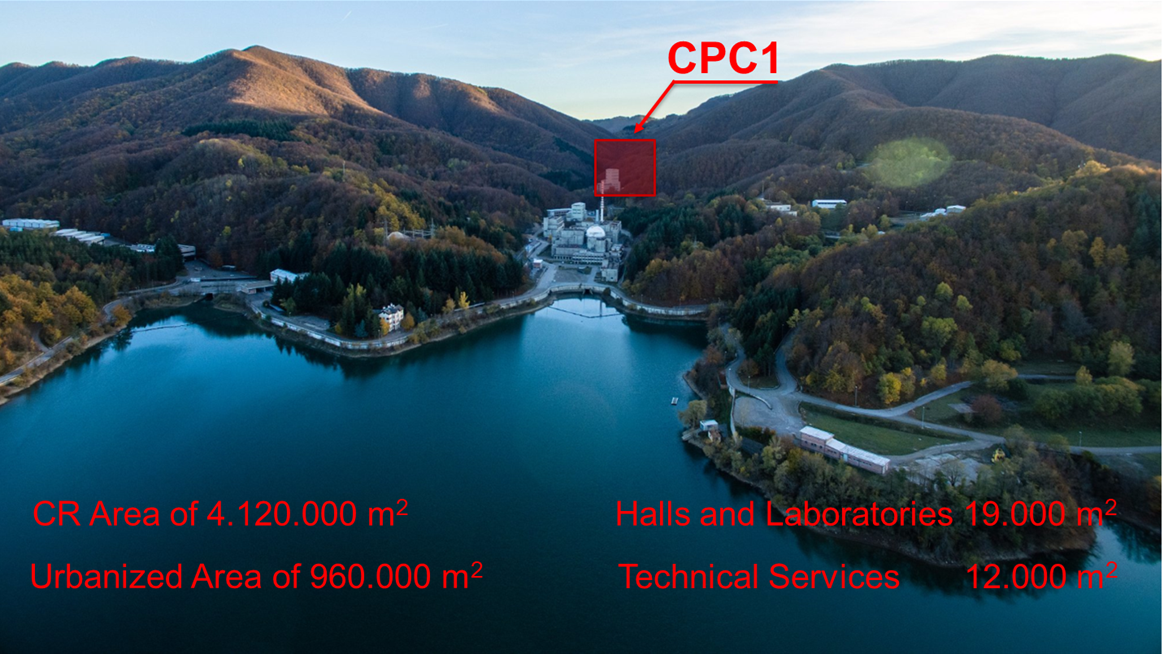 CPC1
CR Area of 4.120.000 m²
Halls and Laboratories 19.000 m²
Urbanized Area of 960.000 m²
Technical Services 12.000 m²